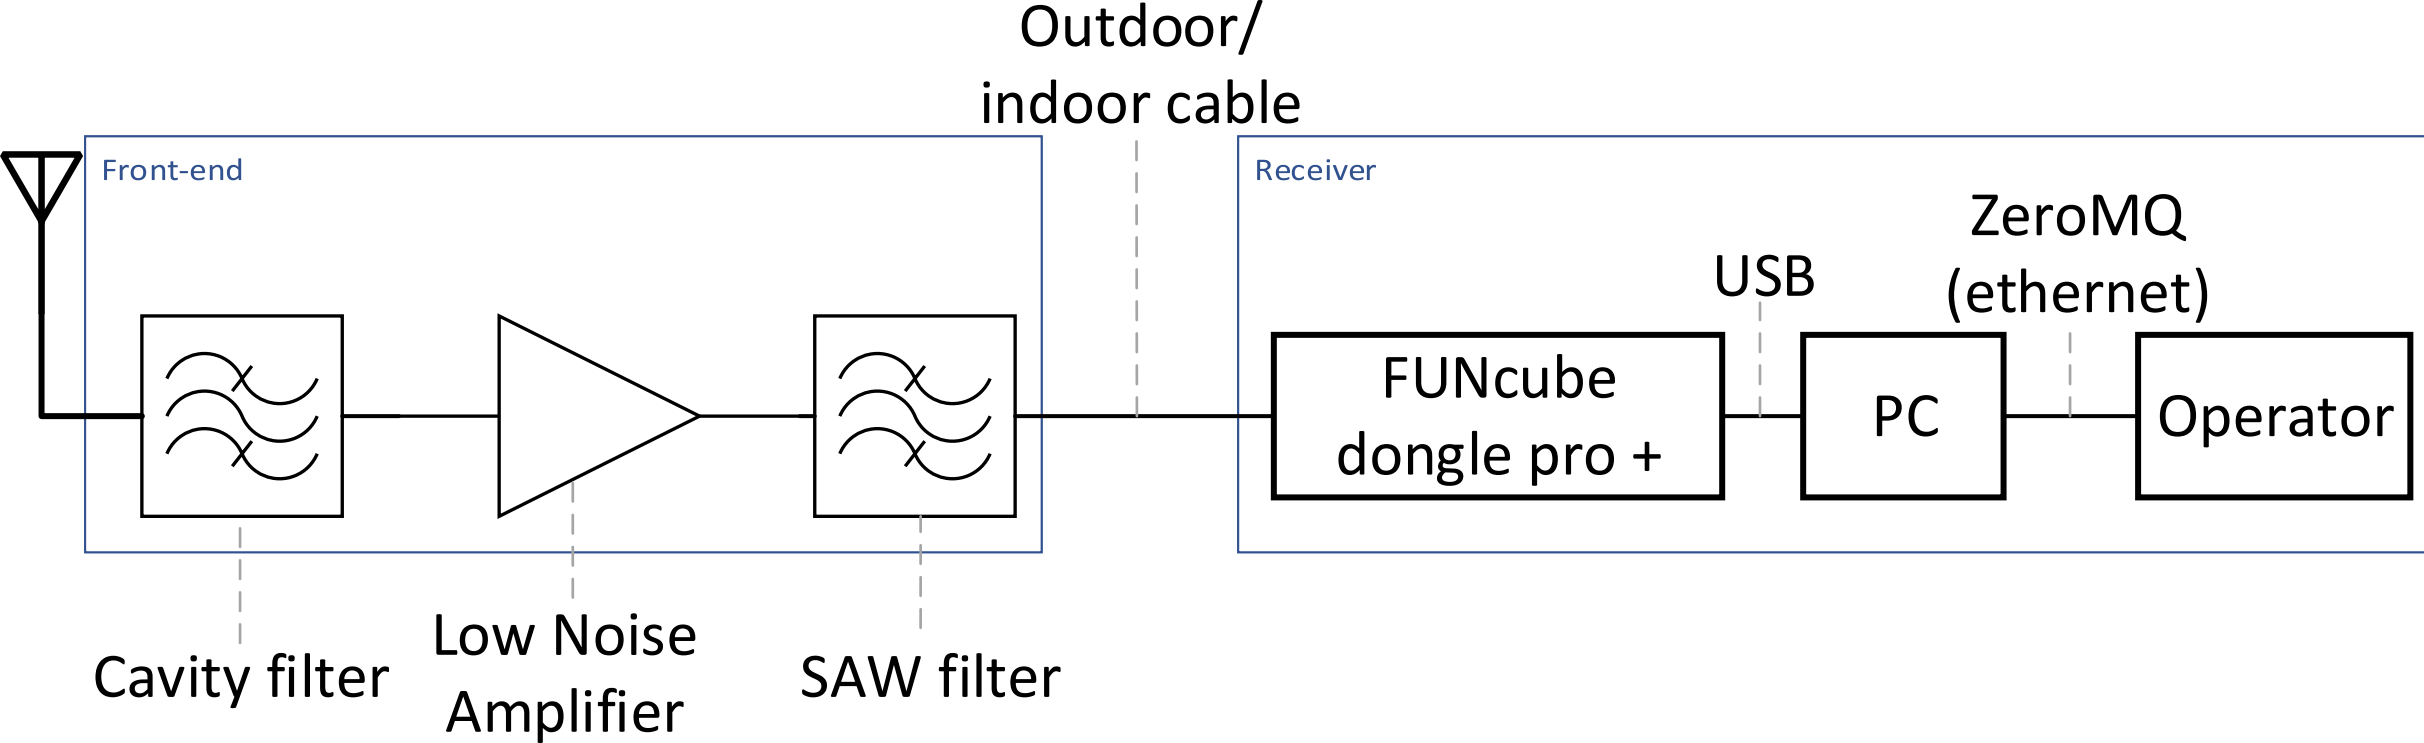 Outdoor/
indoor cable
Front-end
Receiver
ZeroMQ
(ethernet)
USB
FUNcube
dongle pro +
PC
Operator
Cavity filter
Low Noise
Amplifier
SAW filter